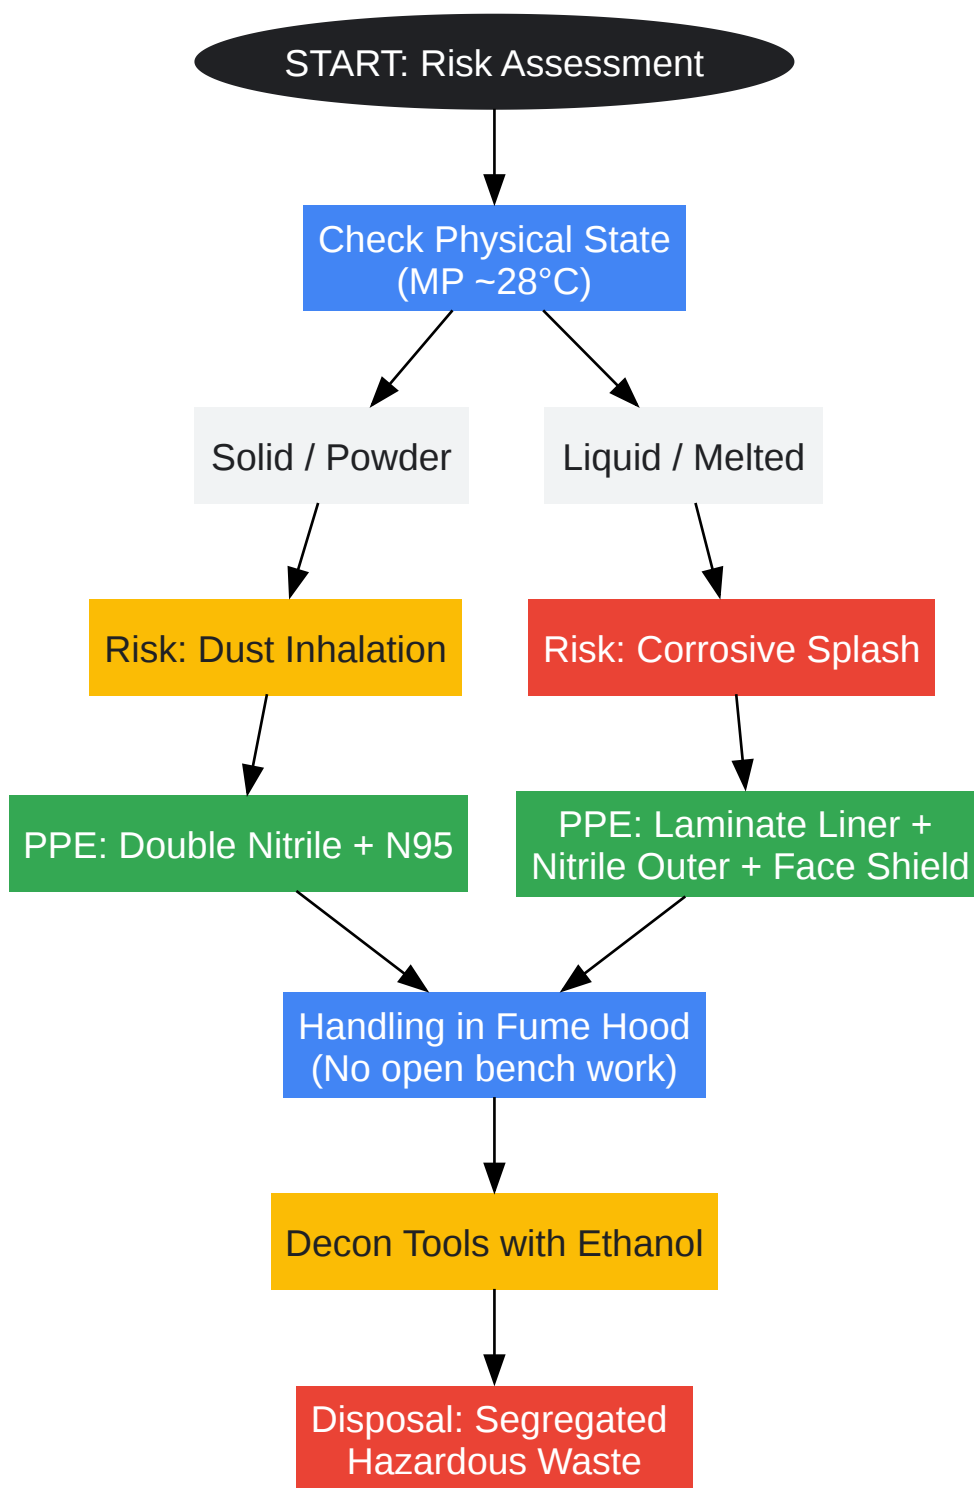 START: Risk Assessment
Check Physical State
(MP ~28°C)
Solid / Powder
Liquid / Melted
Risk: Dust Inhalation
Risk: Corrosive Splash
PPE: Double Nitrile + N95
PPE: Laminate Liner +
Nitrile Outer + Face Shield
Handling in Fume Hood
(No open bench work)
Decon Tools with Ethanol
Disposal: Segregated
Hazardous Waste